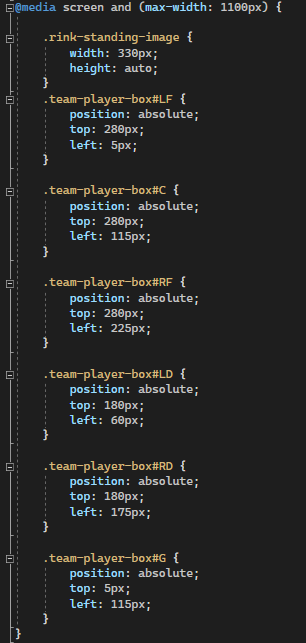 @media screen and (max-width: 1100px) {
.rink-standing-image {
width: 330px;
height: auto;
}
.team-player-box#LF {
position: absolute;
top: 280px;
left: 5px;
}
.team-player-box#C {
position: absolute;
top: 280px;
left: 115px;
}
.team-player-box#RF {
position: absolute;
top: 280px;
left: 225px;
}
.team-player-box#LD {
position: absolute;
top: 180px;
left: 60px;
}
.team-player-box#RD {
position: absolute;
top: 180px;
left: 175px;
}
.team-player-box#G {
position: absolute;
top: 5px;
left: 115px;
}
}